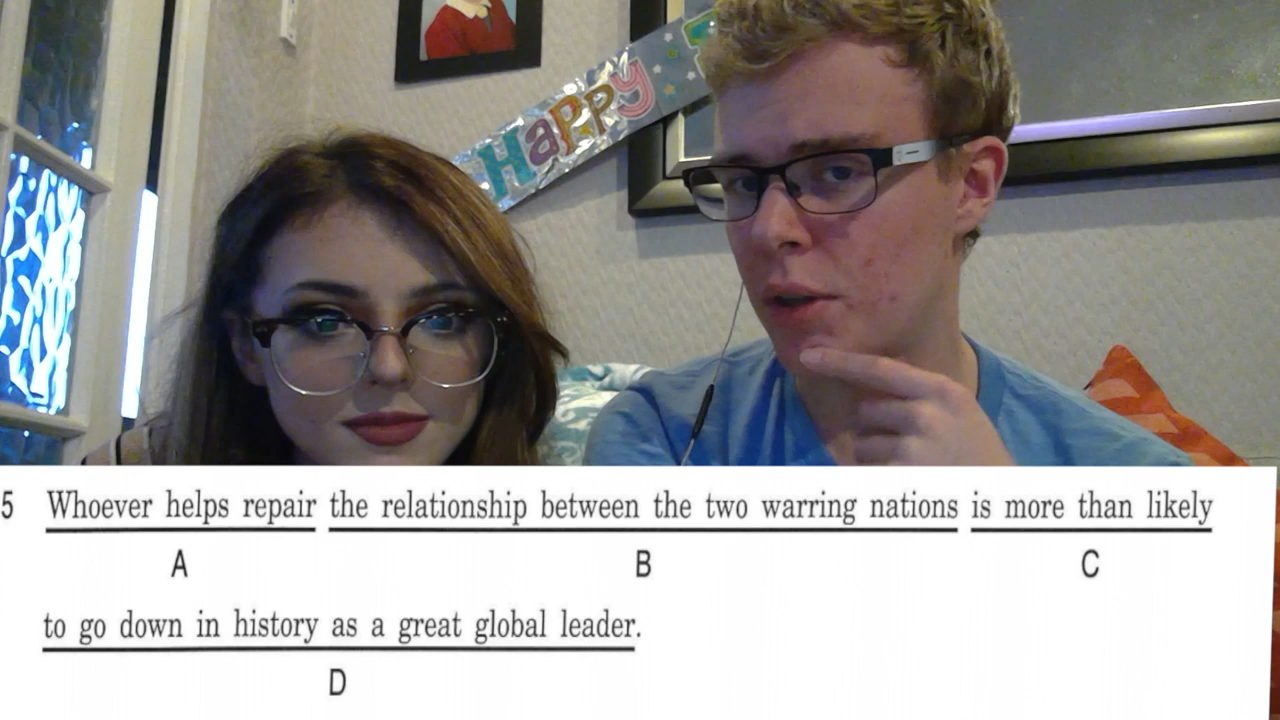 HAPPY
5 Whoever helps repair the relationship between the two warring nations is more than likely
A B C
to go down in history as a great global leader.
D